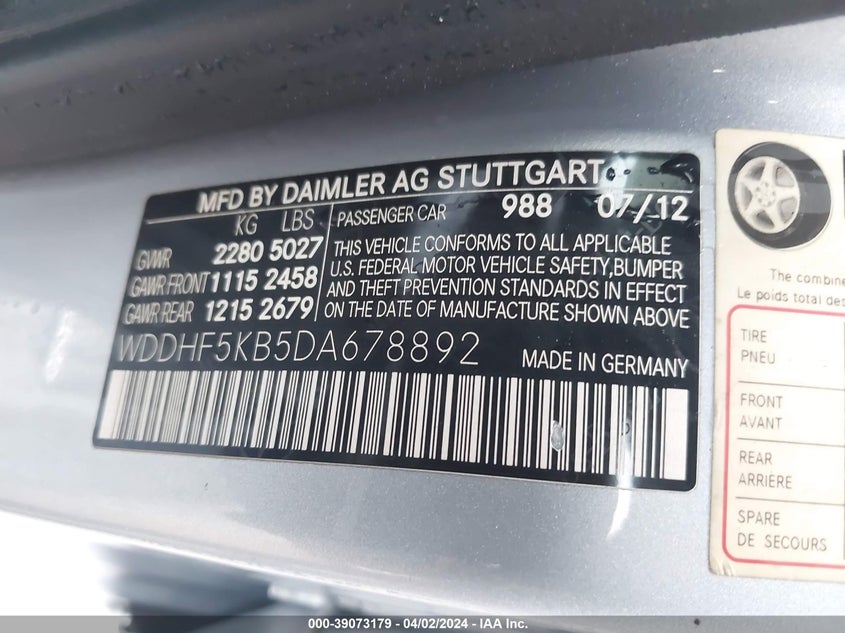 MFD BY DAIMLER AG STUTTGART
KG LBS
GVWR 2280 5027
GAWR FRONT 1115 2458
GAWR REAR 1215 2679
PASSENGER CAR 988 07/12
THIS VEHICLE CONFORMS TO ALL APPLICABLE
U.S. FEDERAL MOTOR VEHICLE SAFETY,BUMPER
AND THEFT PREVENTION STANDARDS IN EFFECT
ON THE DATE OF MANUFACTURE SHOWN ABOVE
WDDHF5KB5DA678892 MADE IN GERMANY
The combine
Le poids total des
TIRE
PNEU
FRONT
AVANT
REAR
ARRIÈRE
SPARE
DE SECOURS
000-39073179 - 04/02/2024 - IAA Inc.